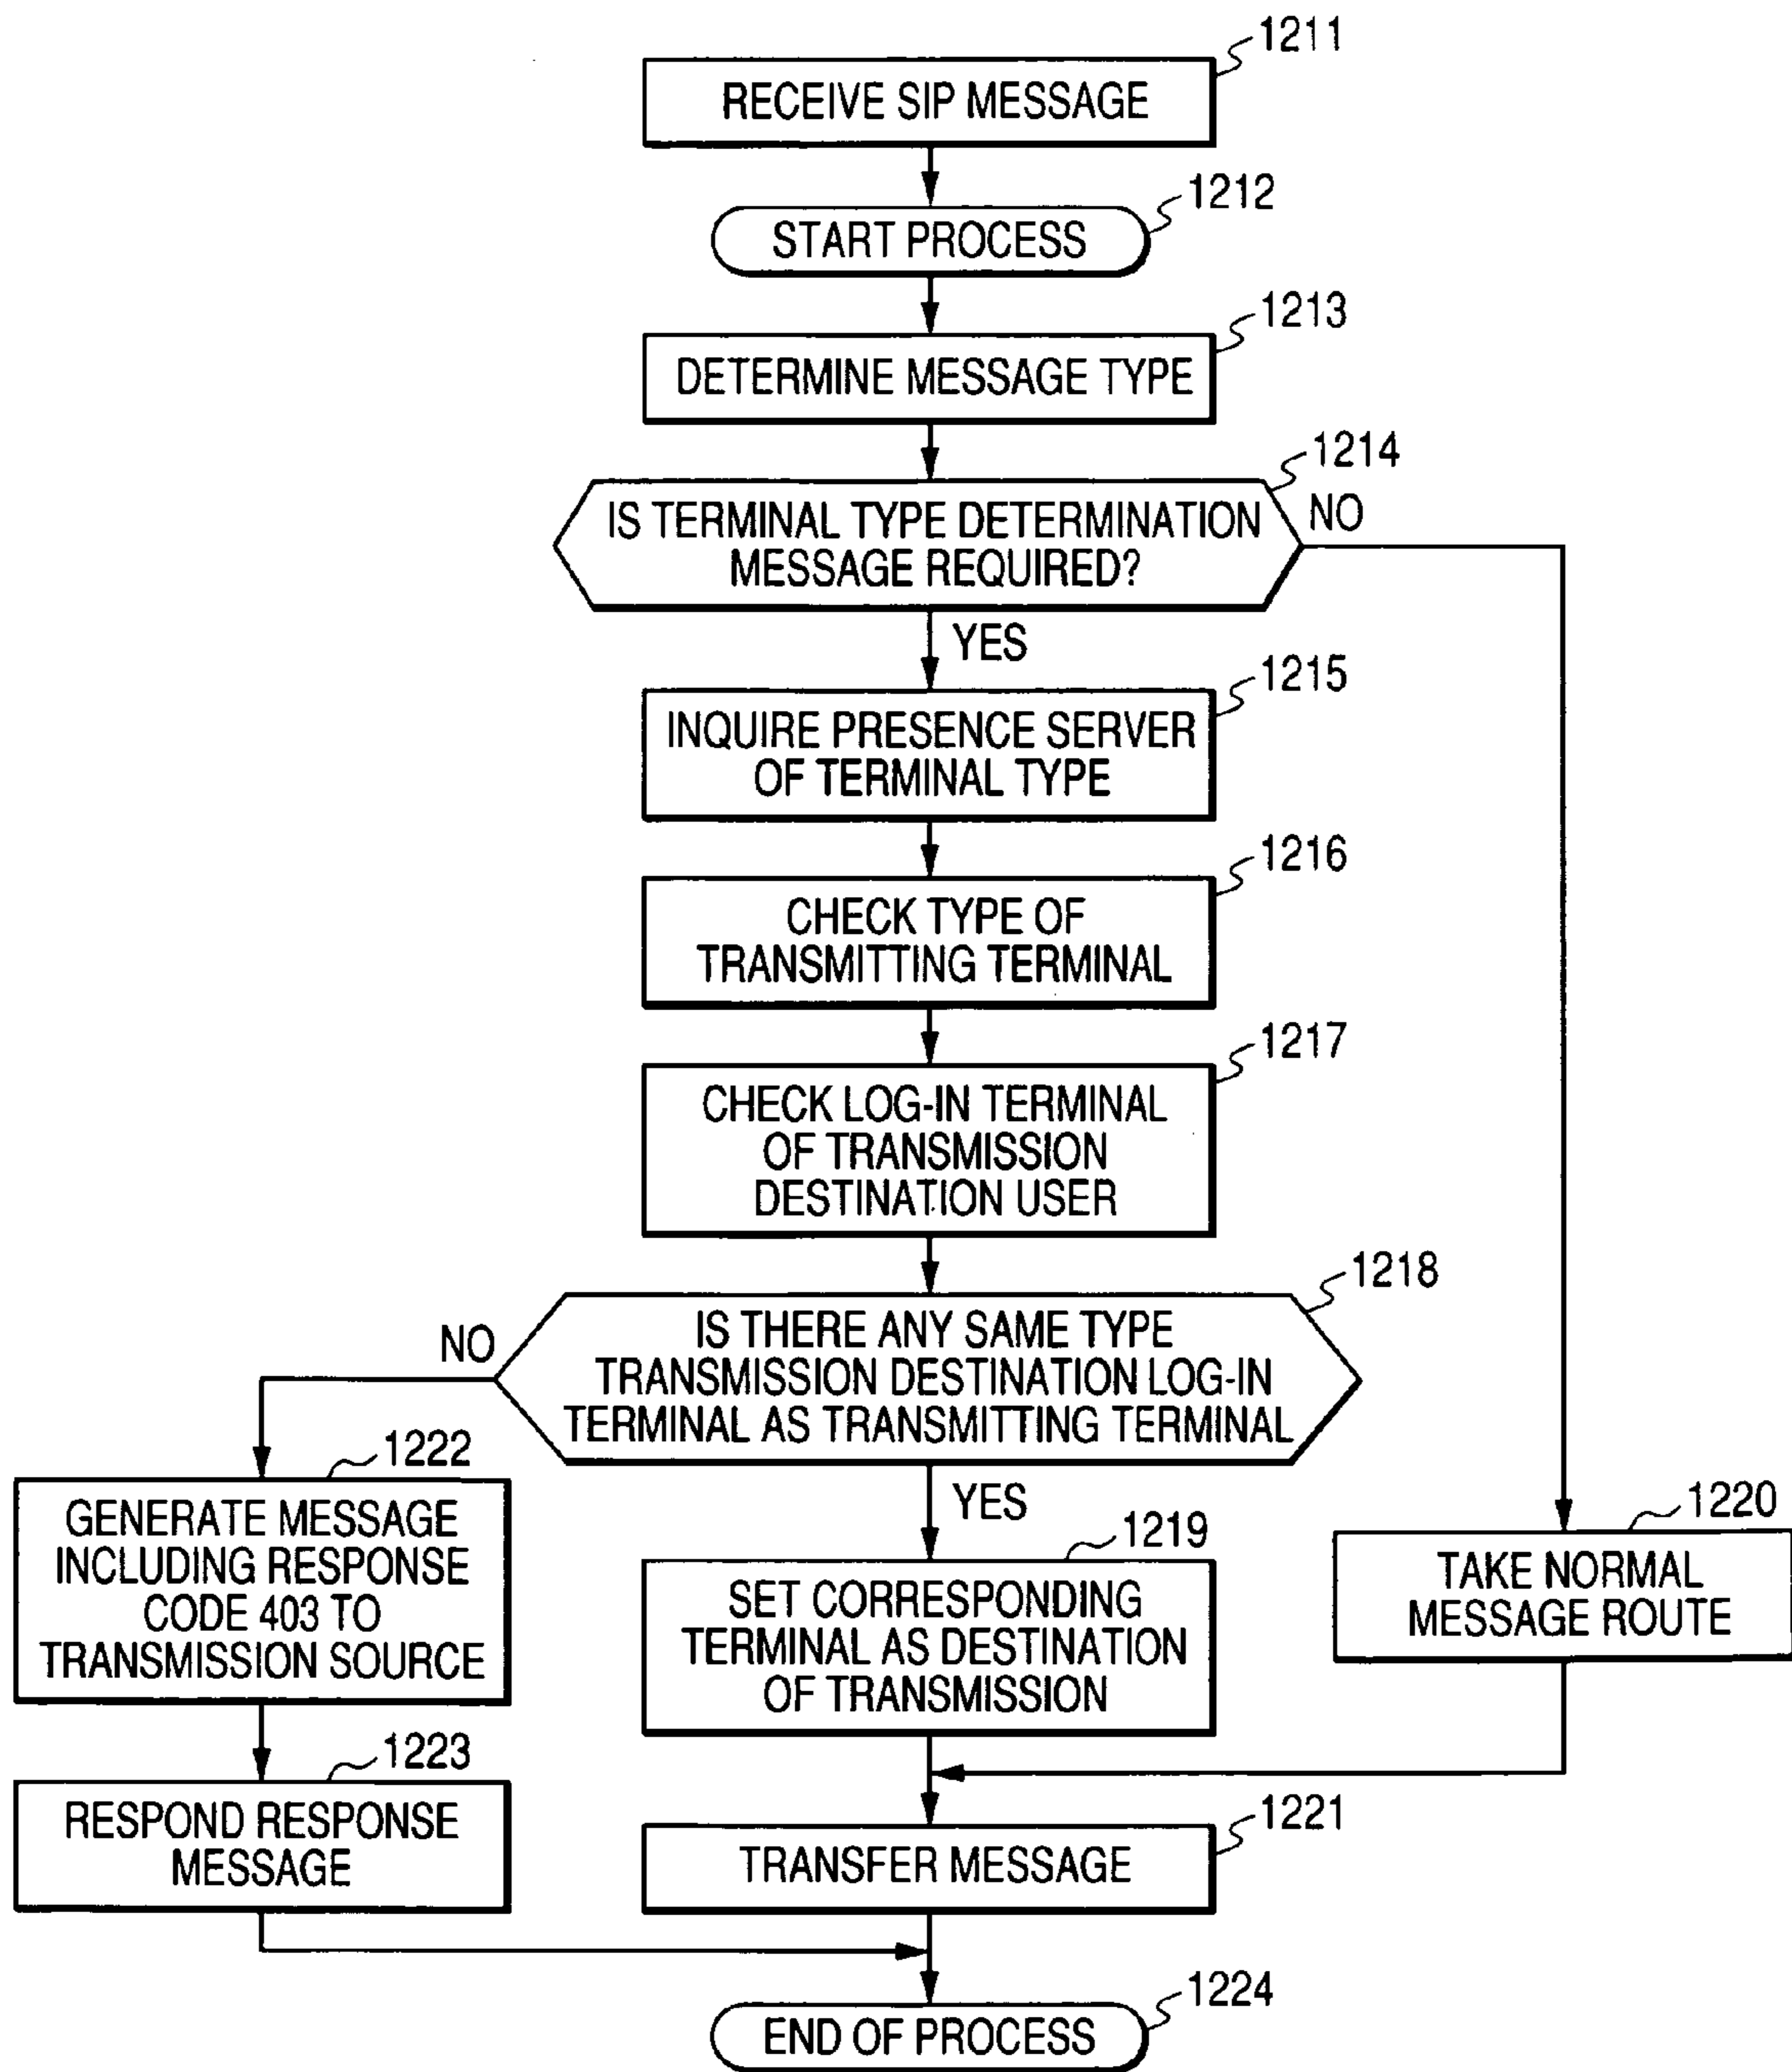 1211
RECEIVE SIP MESSAGE
1212
START PROCESS
1213
DETERMINE MESSAGE TYPE
1214
IS TERMINAL TYPE DETERMINATION
MESSAGE REQUIRED?
NO
YES
1215
INQUIRE PRESENCE SERVER
OF TERMINAL TYPE
1216
CHECK TYPE OF
TRANSMITTING TERMINAL
1217
CHECK LOG-IN TERMINAL
OF TRANSMISSION
DESTINATION USER
1218
IS THERE ANY SAME TYPE
TRANSMISSION DESTINATION LOG-IN
TERMINAL AS TRANSMITTING TERMINAL
NO
YES
1222
GENERATE MESSAGE
INCLUDING RESPONSE
CODE 403 TO
TRANSMISSION SOURCE
1219
SET CORRESPONDING
TERMINAL AS DESTINATION
OF TRANSMISSION
1220
TAKE NORMAL
MESSAGE ROUTE
1223
RESPOND RESPONSE
MESSAGE
1221
TRANSFER MESSAGE
1224
END OF PROCESS